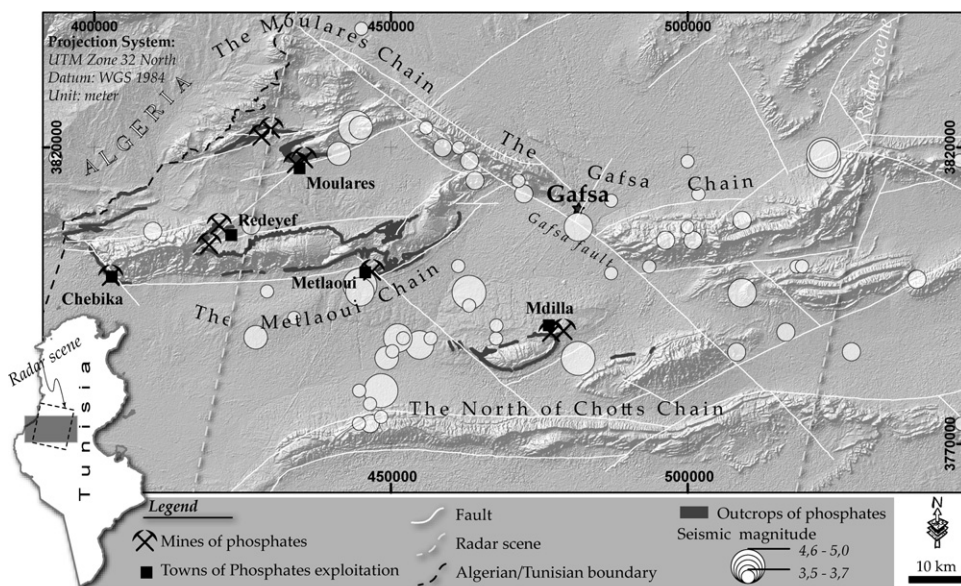 400000
450000
500000
Projection System:
UTM Zone 32 North
Datum: WGS 1984
Unit: meter
The Moulares Chain
Radar scene
ALGERIA
3820000
3820000
Moulares
The Gafsa Chain
Gafsa
Redeyef
Gafsa fault
Metlaoui
Chebika
The Metlaoui Chain
Mdilla
Radar scene
Tunisia
The North of Chotts Chain
3770000
450000
500000
Legend
Mines of phosphates
Towns of Phosphates exploitation
Fault
Radar scene
Algerian/Tunisian boundary
Outcrops of phosphates
Seismic magnitude
4,6 - 5,0
3,5 - 3,7
N
10 km